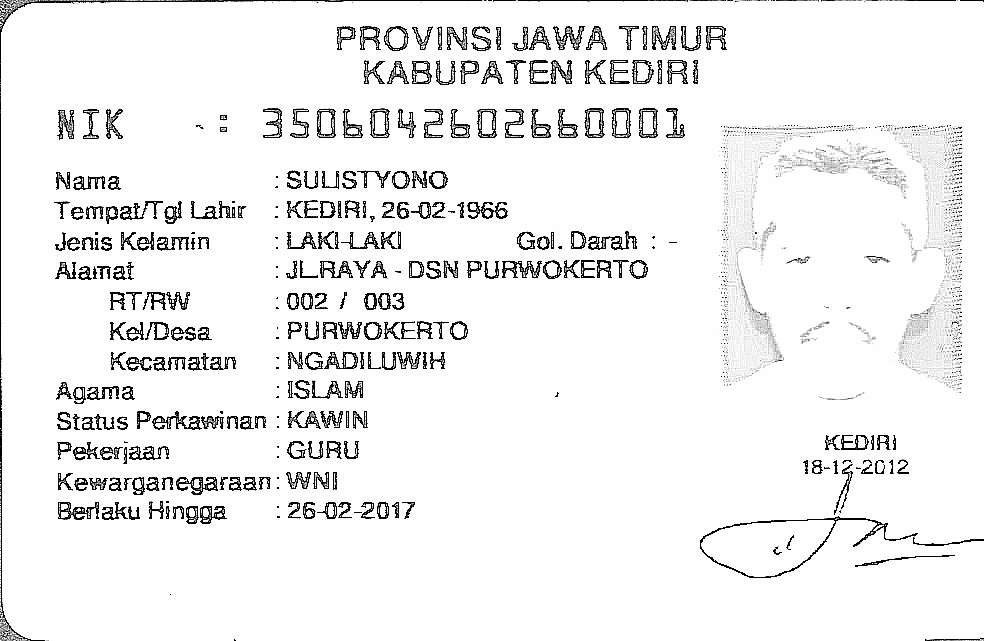 PROVINSI JAWA TIMUR
KABUPATEN KEDIRI
NIK : 3506042602660001
Nama : SULISTYONO
Tempat/Tgl Lahir : KEDIRI, 26-02-1966
Jenis Kelamin : LAKI-LAKI Gol. Darah : -
Alamat : JL.RAYA - DSN PURWOKERTO
RT/RW : 002 / 003
Kel/Desa : PURWOKERTO
Kecamatan : NGADILUWIH
Agama : ISLAM
Status Perkawinan : KAWIN
Pekerjaan : GURU
Kewarganegaraan : WNI
Berlaku Hingga : 26-02-2017
KEDIRI
18-12-2012